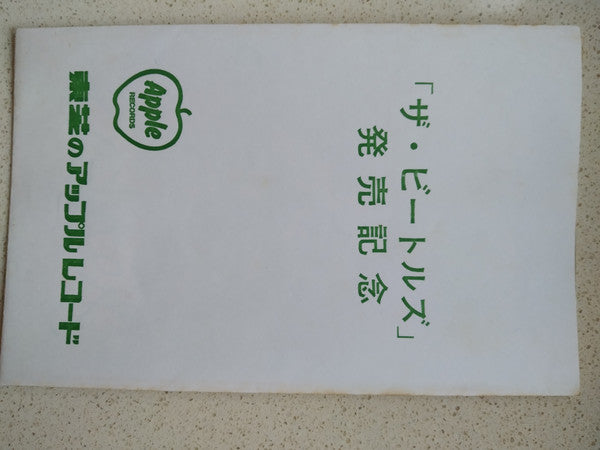 「ザ・ビートルズ」
発売記念
Apple
RECORDS
東芝のアップルレコード